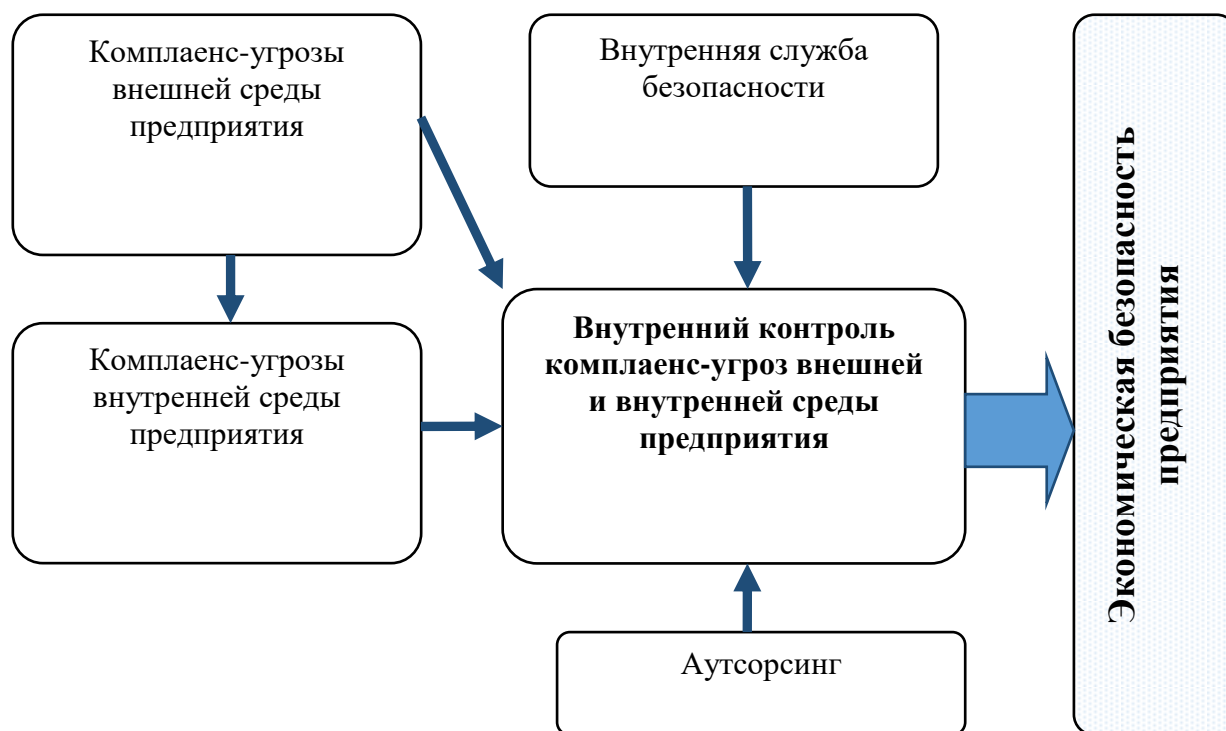 Комплаенс-угрозы
внешней среды
предприятия
Внутренняя служба
безопасности
Комплаенс-угрозы
внутренней среды
предприятия
Внутренний контроль
комплаенс-угроз внешней
и внутренней среды
предприятия
Аутсорсинг
Экономическая безопасность
предприятия